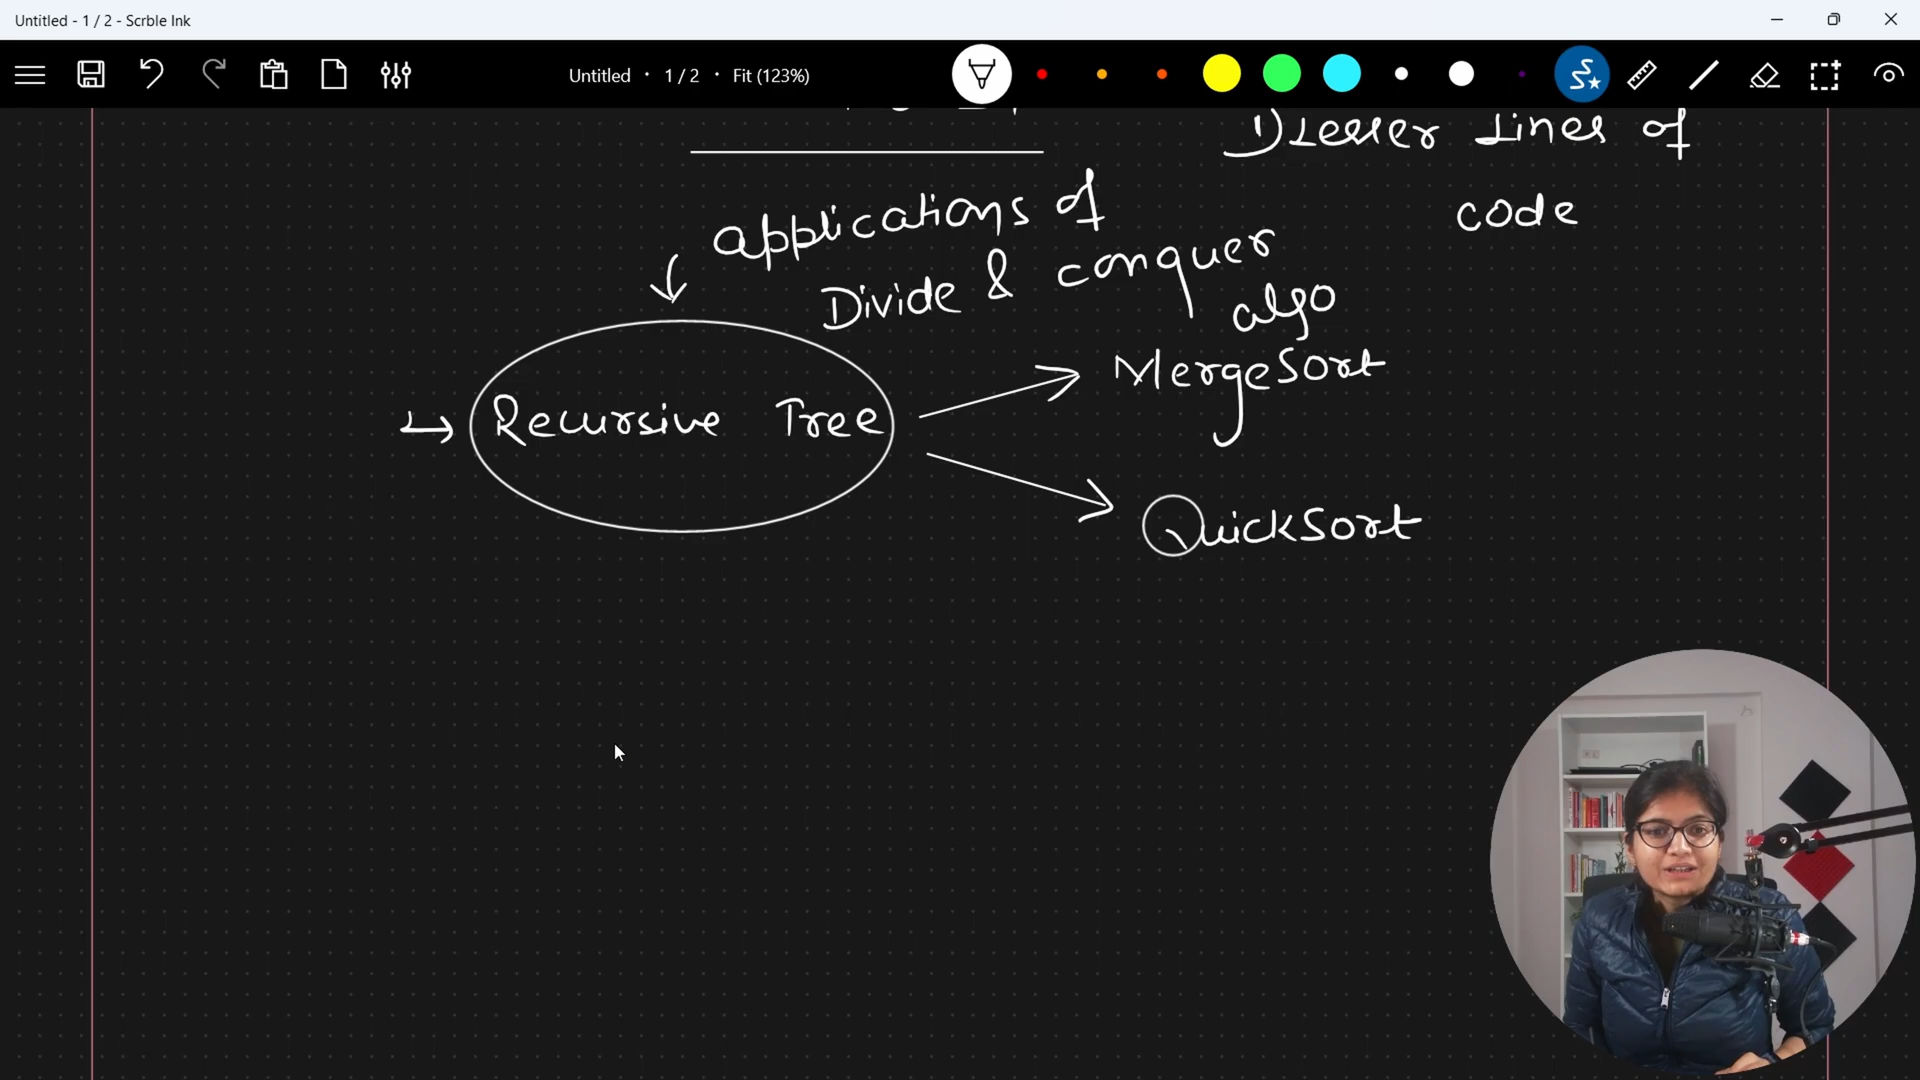 Untitled - 1 / 2 - Scrble Ink
Untitled • 1 / 2 • Fit (123%)
1) Lesser Lines of
code
applications of
Divide & conquer
algo
Recursive Tree
MergeSort
QuickSort